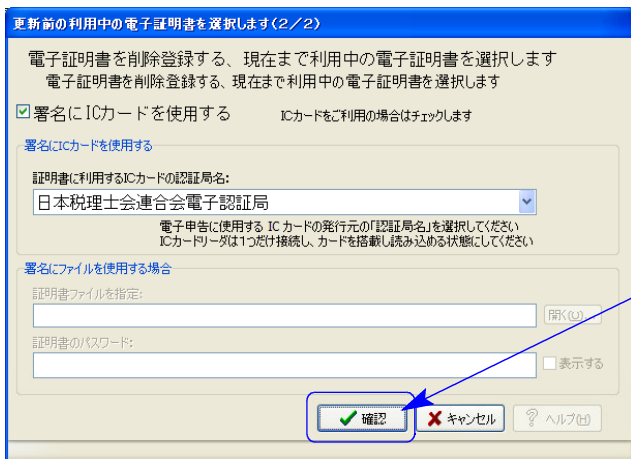 更新前の利用中の電子証明書を選択します(2/2)
電子証明書を削除登録する、現在まで利用中の電子証明書を選択します
電子証明書を削除登録する、現在まで利用中の電子証明書を選択します
署名にICカードを使用する ICカードをご利用の場合はチェックします
署名にICカードを使用する
証明書に利用するICカードの認証局名:
日本税理士会連合会電子認証局
電子申告に使用する IC カードの発行元の「認証局名」を選択してください
ICカードリーダは1つだけ接続し、カードを搭載し読み込める状態にしてください
署名にファイルを使用する場合
証明書ファイルを指定:
開く(O)...
証明書のパスワード:
表示する
確認 キャンセル ヘルプ(H)